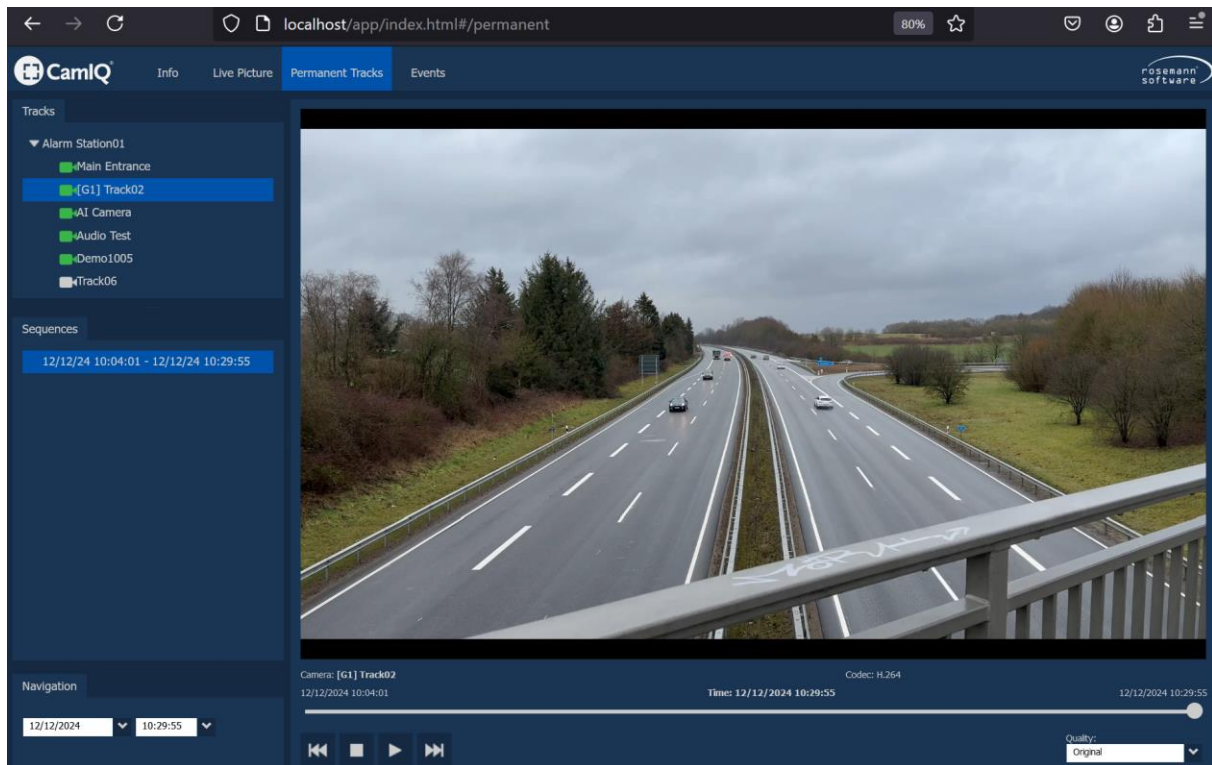 localhost/app/index.html#/permanent
80%
CamIQ
Info
Live Picture
Permanent Tracks
Events
rosemann
software
Tracks
Alarm Station01
Main Entrance
[G1] Track02
AI Camera
Audio Test
Demo1005
Track06
Sequences
12/12/24 10:04:01 - 12/12/24 10:29:55
Camera: [G1] Track02
Codec: H.264
12/12/2024 10:04:01
Time: 12/12/2024 10:29:55
12/12/2024 10:29:55
Navigation
12/12/2024
10:29:55
Quality:
Original